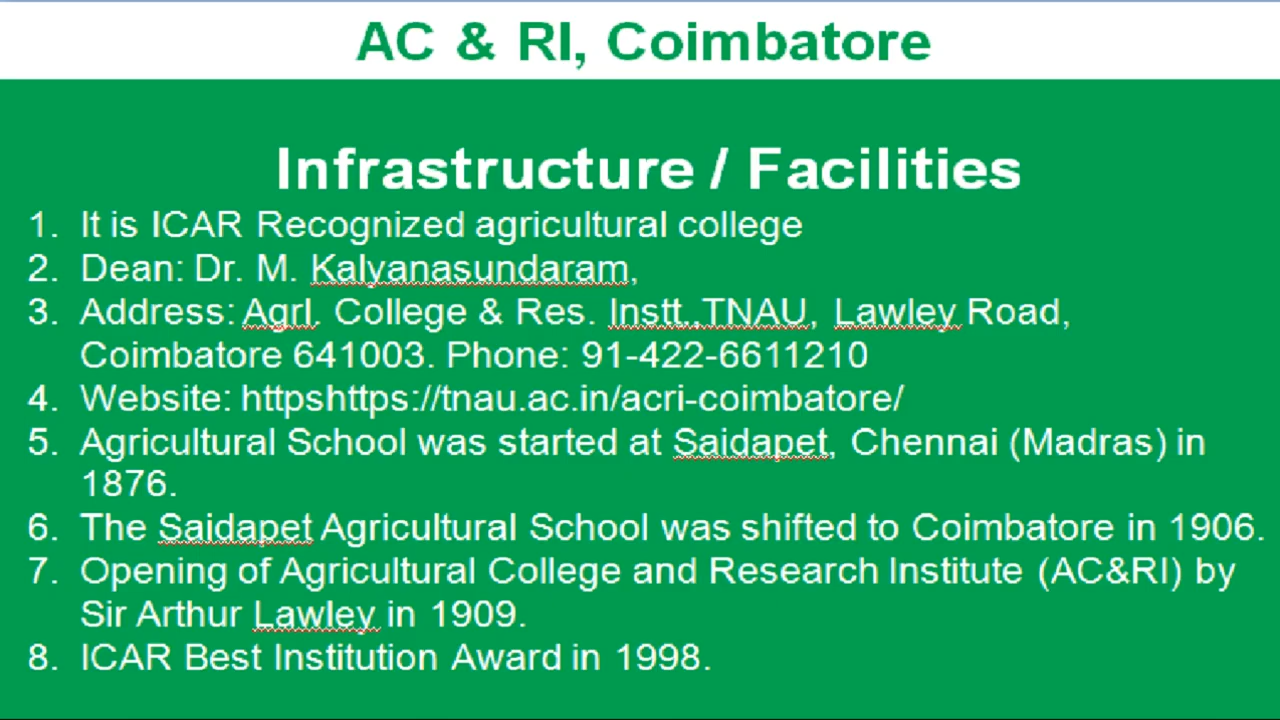 AC & RI, Coimbatore
Infrastructure / Facilities
1. It is ICAR Recognized agricultural college
2. Dean: Dr. M. Kalyanasundaram,
3. Address: Agrl. College & Res. Instt.,TNAU, Lawley Road,
Coimbatore 641003. Phone: 91-422-6611210
4. Website: httpshttps://tnau.ac.in/acri-coimbatore/
5. Agricultural School was started at Saidapet, Chennai (Madras) in
1876.
6. The Saidapet Agricultural School was shifted to Coimbatore in 1906.
7. Opening of Agricultural College and Research Institute (AC&RI) by
Sir Arthur Lawley in 1909.
8. ICAR Best Institution Award in 1998.